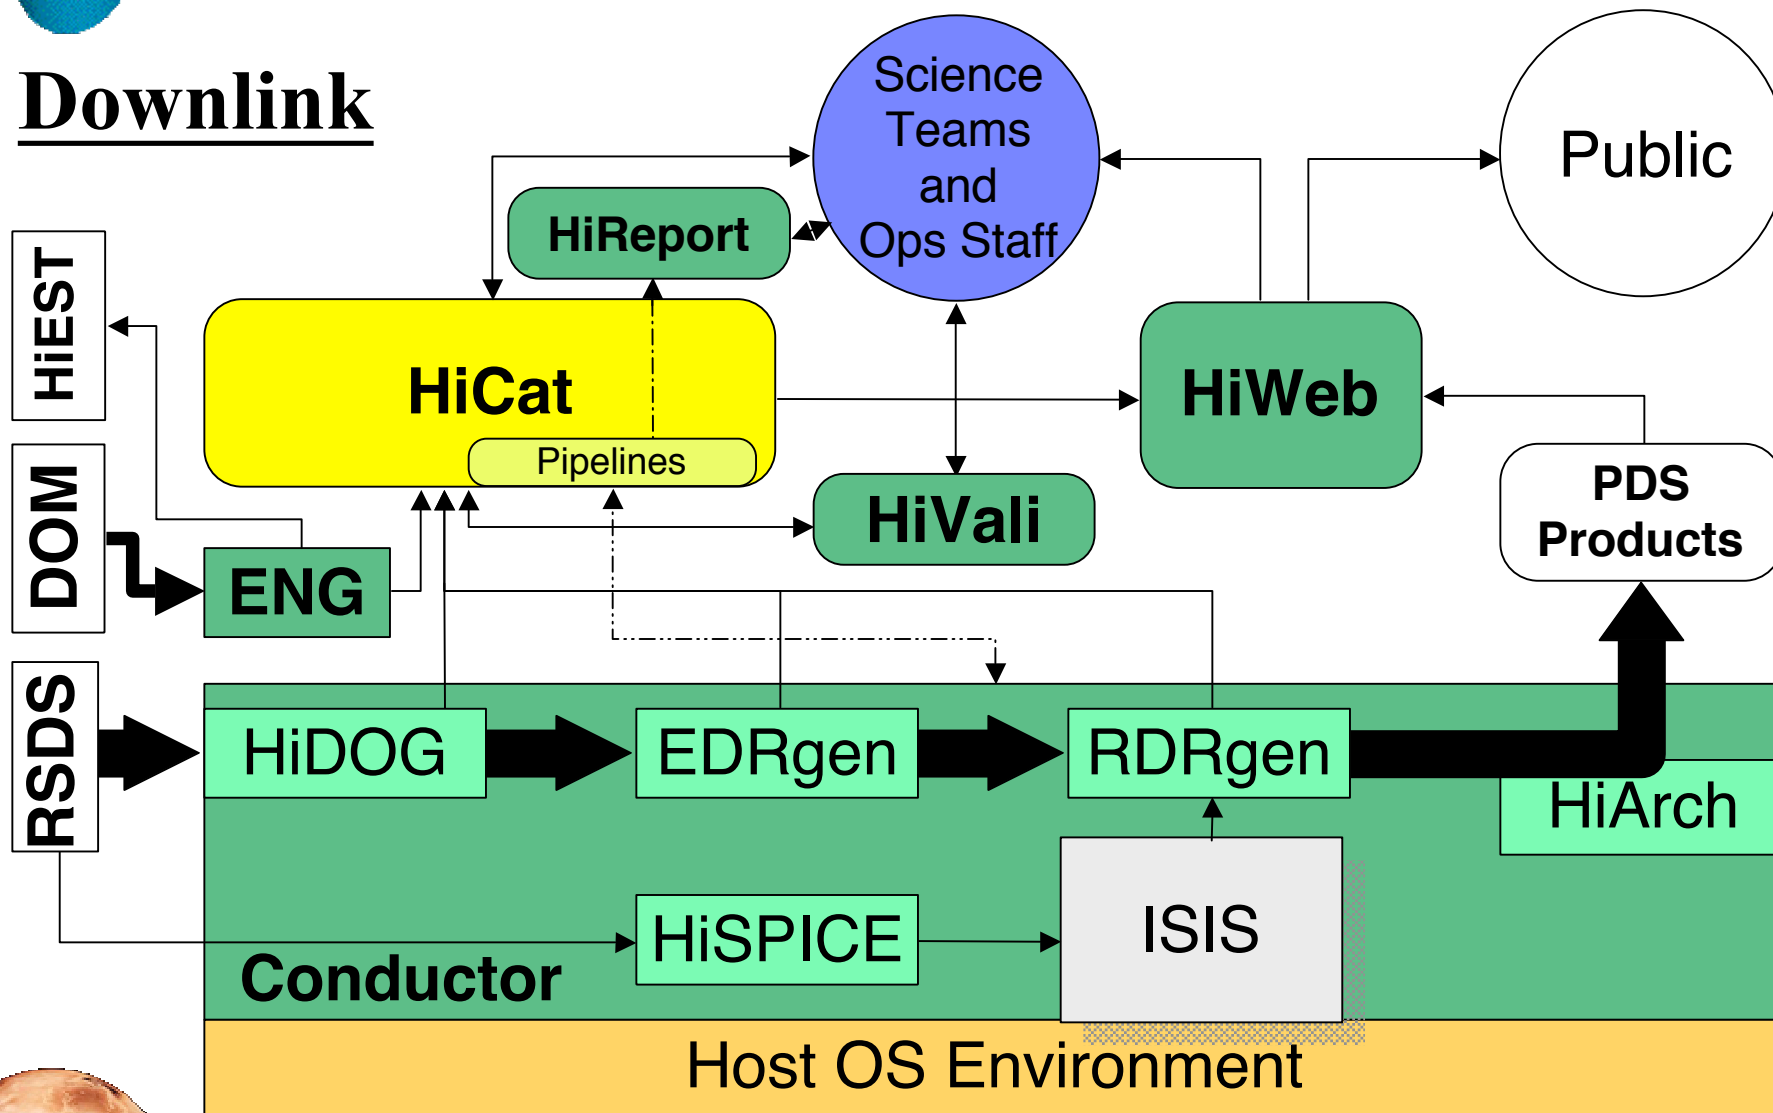 Downlink
Science
Teams
and
Ops Staff
Public
HiReport
HiEST
HiCat
HiWeb
Pipelines
PDS
Products
DOM
HiVali
ENG
RSDS
HiDOG
EDRgen
RDRgen
HiArch
HiSPICE
ISIS
Conductor
Host OS Environment